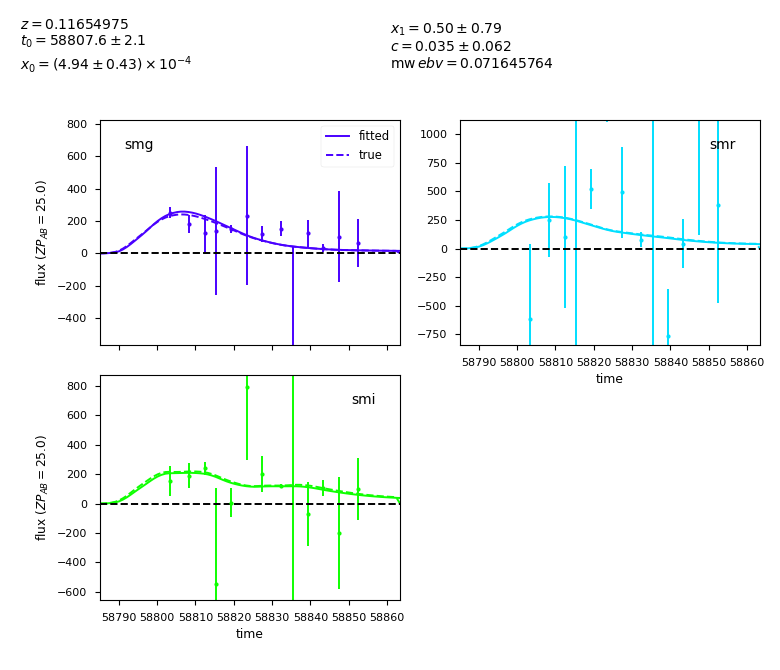 z = 0.11654975
t₀ = 58807.6 ± 2.1
x₀ = (4.94 ± 0.43) × 10⁻⁴
x₁ = 0.50 ± 0.79
c = 0.035 ± 0.062
mw ebv = 0.071645764
smg
fitted
true
800
600
400
200
0
−200
−400
flux (ZP_AB = 25.0)
smr
1000
750
500
250
0
−250
−500
−750
58790 58800 58810 58820 58830 58840 58850 58860
time
smi
800
600
400
200
0
−200
−400
−600
flux (ZP_AB = 25.0)
58790 58800 58810 58820 58830 58840 58850 58860
time